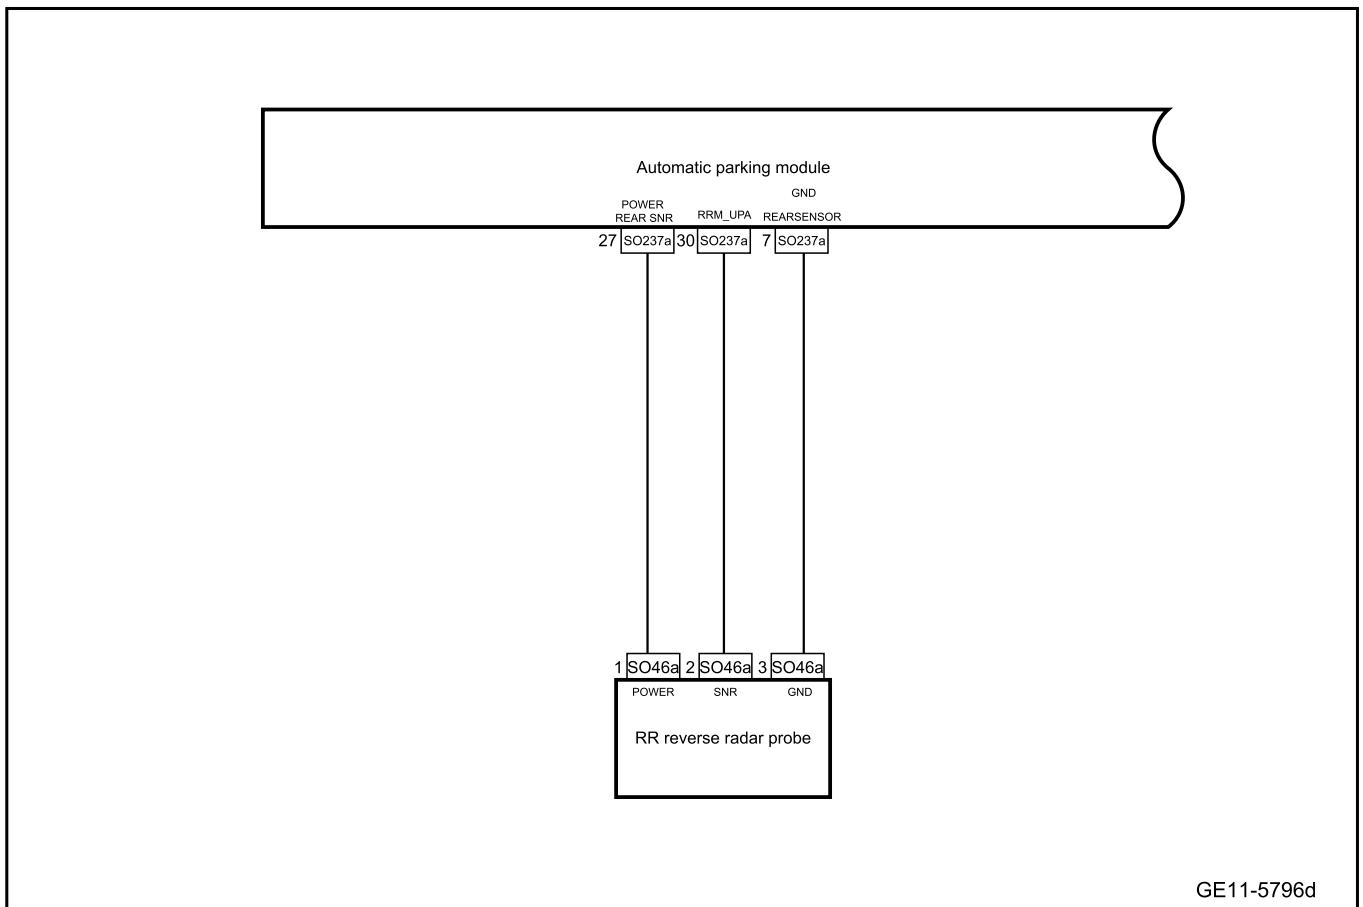 Automatic parking module
GND
POWER
REAR SNR
RRM_UPA
REARSENSOR
27 SO237a 30 SO237a 7 SO237a
1 SO46a 2 SO46a 3 SO46a
POWER SNR GND
RR reverse radar probe
GE11-5796d